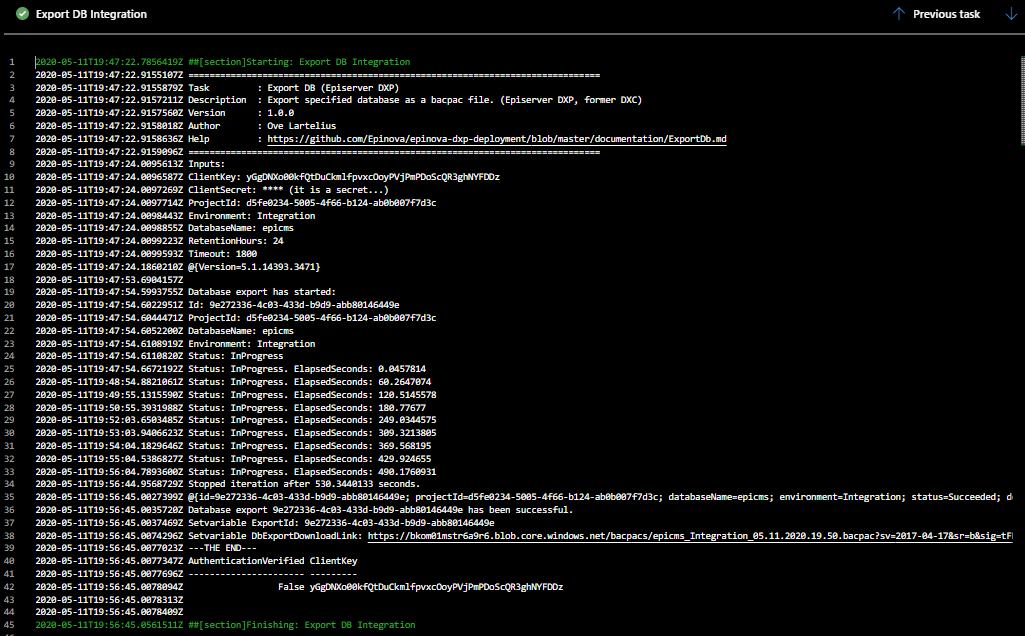 Export DB Integration
Previous task
1 2020-05-11T19:47:22.7856419Z ##[section]Starting: Export DB Integration
2 2020-05-11T19:47:22.9155107Z ==============================================================================
3 2020-05-11T19:47:22.9155879Z Task         : Export DB (Episerver DXP)
4 2020-05-11T19:47:22.9157211Z Description  : Export specified database as a bacpac file. (Episerver DXP, former DXC)
5 2020-05-11T19:47:22.9157560Z Version      : 1.0.0
6 2020-05-11T19:47:22.9158018Z Author       : Ove Lartelius
7 2020-05-11T19:47:22.9158636Z Help         : https://github.com/Epinova/epinova-dxp-deployment/blob/master/documentation/ExportDb.md
8 2020-05-11T19:47:22.9159096Z ==============================================================================
9 2020-05-11T19:47:24.0095613Z Inputs:
10 2020-05-11T19:47:24.0096587Z ClientKey: yGgDNXo00kfQtDuCkmlfpvxcOoyPVjPmPDoScQR3ghNYFDDz
11 2020-05-11T19:47:24.0097269Z ClientSecret: **** (it is a secret...)
12 2020-05-11T19:47:24.0097714Z ProjectId: d5fe0234-5005-4f66-b124-ab0b007f7d3c
13 2020-05-11T19:47:24.0098443Z Environment: Integration
14 2020-05-11T19:47:24.0098855Z DatabaseName: epicms
15 2020-05-11T19:47:24.0099223Z RetentionHours: 24
16 2020-05-11T19:47:24.0099593Z Timeout: 1800
17 2020-05-11T19:47:24.1860210Z @{Version=5.1.14393.3471}
18 2020-05-11T19:47:53.6904157Z
19 2020-05-11T19:47:54.5993755Z Database export has started:
20 2020-05-11T19:47:54.6022951Z Id: 9e272336-4c03-433d-b9d9-abb80146449e
21 2020-05-11T19:47:54.6044471Z ProjectId: d5fe0234-5005-4f66-b124-ab0b007f7d3c
22 2020-05-11T19:47:54.6052200Z DatabaseName: epicms
23 2020-05-11T19:47:54.6108919Z Environment: Integration
24 2020-05-11T19:47:54.6110820Z Status: InProgress
25 2020-05-11T19:47:54.6672192Z Status: InProgress. ElapsedSeconds: 0.0457814
26 2020-05-11T19:48:54.8821061Z Status: InProgress. ElapsedSeconds: 60.2647074
27 2020-05-11T19:49:55.1315590Z Status: InProgress. ElapsedSeconds: 120.5145578
28 2020-05-11T19:50:55.3931988Z Status: InProgress. ElapsedSeconds: 180.77677
29 2020-05-11T19:52:03.6503485Z Status: InProgress. ElapsedSeconds: 249.0344575
30 2020-05-11T19:53:03.9406623Z Status: InProgress. ElapsedSeconds: 309.3213805
31 2020-05-11T19:54:04.1829646Z Status: InProgress. ElapsedSeconds: 369.568195
32 2020-05-11T19:55:04.5386827Z Status: InProgress. ElapsedSeconds: 429.924655
33 2020-05-11T19:56:04.7893600Z Status: InProgress. ElapsedSeconds: 490.1760931
34 2020-05-11T19:56:44.9568729Z Stopped iteration after 530.3440133 seconds.
35 2020-05-11T19:56:45.0027399Z @{id=9e272336-4c03-433d-b9d9-abb80146449e; projectId=d5fe0234-5005-4f66-b124-ab0b007f7d3c; databaseName=epicms; environment=Integration; status=Succeeded; d
36 2020-05-11T19:56:45.0035720Z Database export 9e272336-4c03-433d-b9d9-abb80146449e has been successful.
37 2020-05-11T19:56:45.0037469Z Setvariable ExportId: 9e272336-4c03-433d-b9d9-abb80146449e
38 2020-05-11T19:56:45.0074296Z Setvariable DbExportDownloadLink: https://bkom01mstr6a9r6.blob.core.windows.net/bacpacs/epicms_Integration_05.11.2020.19.50.bacpac?sv=2017-04-17&sr=b&sig=tF
39 2020-05-11T19:56:45.0077023Z ---THE END---
40 2020-05-11T19:56:45.0077347Z AuthenticationVerified ClientKey
41 2020-05-11T19:56:45.0077696Z ---------------------- ---------
42 2020-05-11T19:56:45.0078094Z                  False yGgDNXo00kfQtDuCkmlfpvxcOoyPVjPmPDoScQR3ghNYFDDz
43 2020-05-11T19:56:45.0078313Z
44 2020-05-11T19:56:45.0078409Z
45 2020-05-11T19:56:45.0561511Z ##[section]Finishing: Export DB Integration